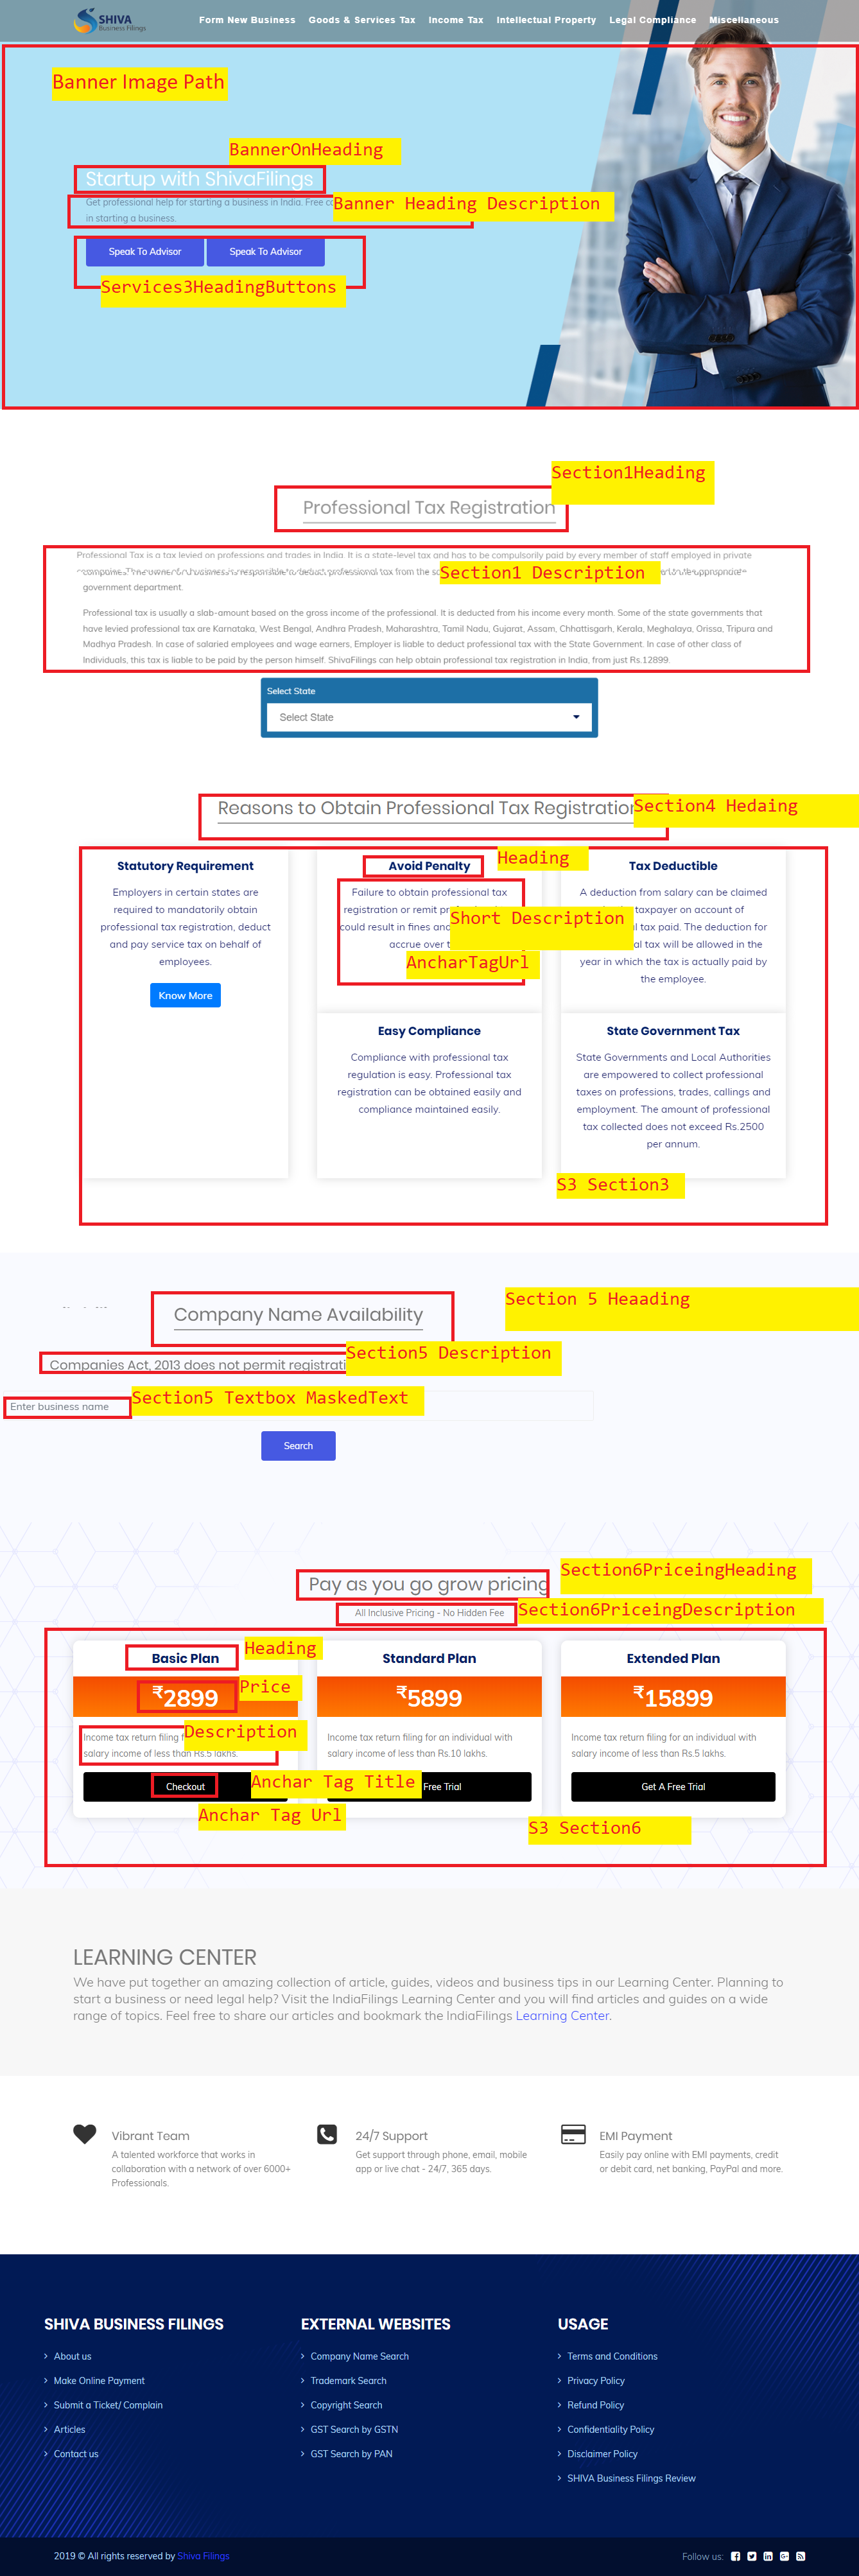 SHIVA
Business Filings
Form New Business Goods & Services Tax Income Tax Intellectual Property Legal Compliance Miscellaneous
Banner Image Path
BannerOnHeading
Startup with ShivaFilings
Get professional help for starting a business in India. Free
Banner Heading Description
in starting a business.
Speak To Advisor Speak To Advisor
Services3HeadingButtons
Section1Heading
Professional Tax Registration
Professional Tax is a tax levied on professions and trades in India. It is a state-level tax and has to be compulsorily paid by every member of staff employed in private
Section1 Description
government department.
Professional tax is usually a slab-amount based on the gross income of the professional. It is deducted from his income every month. Some of the state governments that
have levied professional tax are Karnataka, West Bengal, Andhra Pradesh, Maharashtra, Tamil Nadu, Gujarat, Assam, Chhattisgarh, Kerala, Meghalaya, Orissa, Tripura and
Madhya Pradesh. In case of salaried employees and wage earners, Employer is liable to deduct professional tax with the State Government. In case of other class of
Individuals, this tax is liable to be paid by the person himself. ShivaFilings can help obtain professional tax registration in India, from just Rs.12899.
Select State
Select State
Reasons to Obtain Professional Tax Registration
Section4 Hedaing
Statutory Requirement
Employers in certain states are
required to mandatorily obtain
professional tax registration, deduct
and pay service tax on behalf of
employees.
Know More
Avoid Penalty
Heading
Failure to obtain professional tax
registration or remit
could result in fines and
accrue over
Short Description
AncharTagUrl
Tax Deductible
A deduction from salary can be claimed
taxpayer on account of
tax paid. The deduction for
tax will be allowed in the
year in which the tax is actually paid by
the employee.
Easy Compliance
Compliance with professional tax
regulation is easy. Professional tax
registration can be obtained easily and
compliance maintained easily.
State Government Tax
State Governments and Local Authorities
are empowered to collect professional
taxes on professions, trades, callings and
employment. The amount of professional
tax collected does not exceed Rs.2500
per annum.
S3 Section3
Section 5 Heaading
Company Name Availability
Section5 Description
Companies Act, 2013 does not permit
Section5 Textbox MaskedText
Enter business name
Search
Section6PriceingHeading
Pay as you go grow pricing
All Inclusive Pricing - No Hidden Fee
Section6PriceingDescription
Basic Plan
Heading
₹2899
Price
Income tax return filing
Description
salary income of less than Rs.5 lakhs.
Checkout
Anchar Tag Title
Anchar Tag Url
Standard Plan
₹5899
Income tax return filing for an individual with
salary income of less than Rs.10 lakhs.
Free Trial
Extended Plan
₹15899
Income tax return filing for an individual with
salary income of less than Rs.5 lakhs.
Get A Free Trial
S3 Section6
LEARNING CENTER
We have put together an amazing collection of article, guides, videos and business tips in our Learning Center. Planning to
start a business or need legal help? Visit the IndiaFilings Learning Center and you will find articles and guides on a wide
range of topics. Feel free to share our articles and bookmark the IndiaFilings Learning Center.
Vibrant Team
A talented workforce that works in
collaboration with a network of over 6000+
Professionals.
24/7 Support
Get support through phone, email, mobile
app or live chat - 24/7, 365 days.
EMI Payment
Easily pay online with EMI payments, credit
or debit card, net banking, PayPal and more.
SHIVA BUSINESS FILINGS
About us
Make Online Payment
Submit a Ticket/ Complain
Articles
Contact us
EXTERNAL WEBSITES
Company Name Search
Trademark Search
Copyright Search
GST Search by GSTN
GST Search by PAN
USAGE
Terms and Conditions
Privacy Policy
Refund Policy
Confidentiality Policy
Disclaimer Policy
SHIVA Business Filings Review
2019 © All rights reserved by Shiva Filings
Follow us: